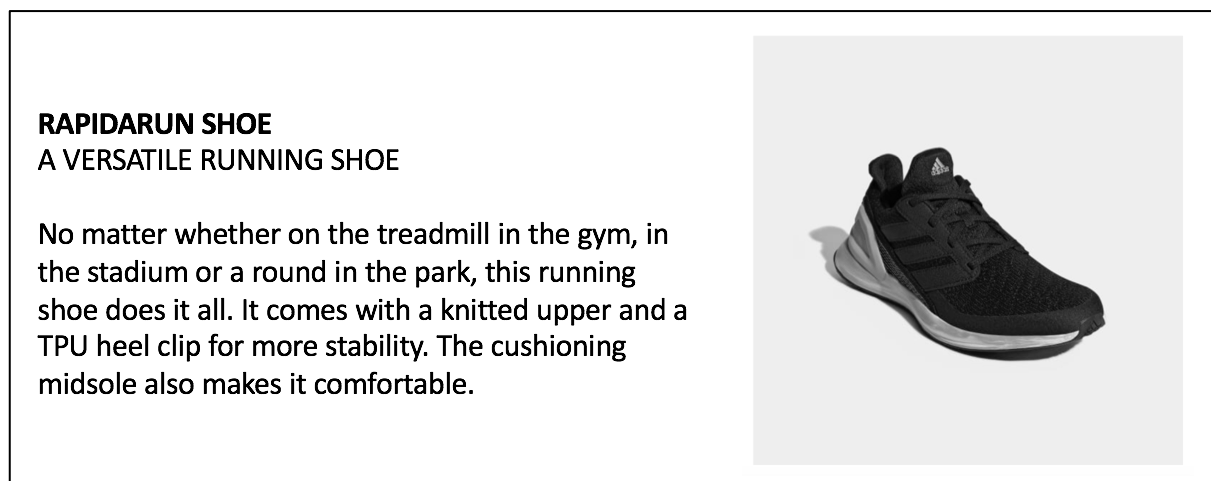 RAPIDARUN SHOE
A VERSATILE RUNNING SHOE
No matter whether on the treadmill in the gym, in
the stadium or a round in the park, this running
shoe does it all. It comes with a knitted upper and a
TPU heel clip for more stability. The cushioning
midsole also makes it comfortable.
adidas